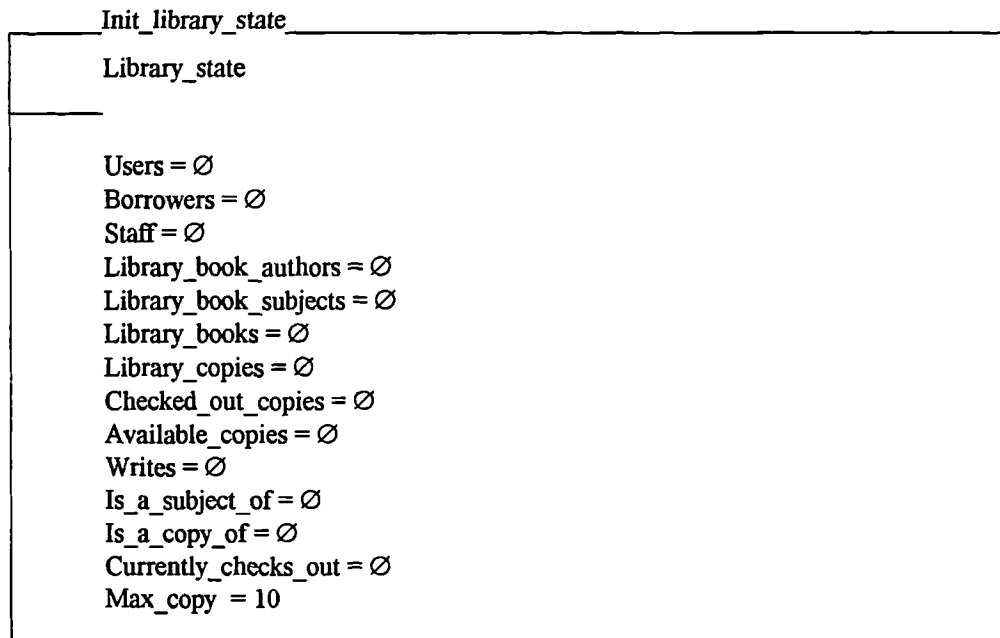 Init_library_state
Library_state
Users = ∅
Borrowers = ∅
Staff = ∅
Library_book_authors = ∅
Library_book_subjects = ∅
Library_books = ∅
Library_copies = ∅
Checked_out_copies = ∅
Available_copies = ∅
Writes = ∅
Is_a_subject_of = ∅
Is_a_copy_of = ∅
Currently_checks_out = ∅
Max_copy = 10